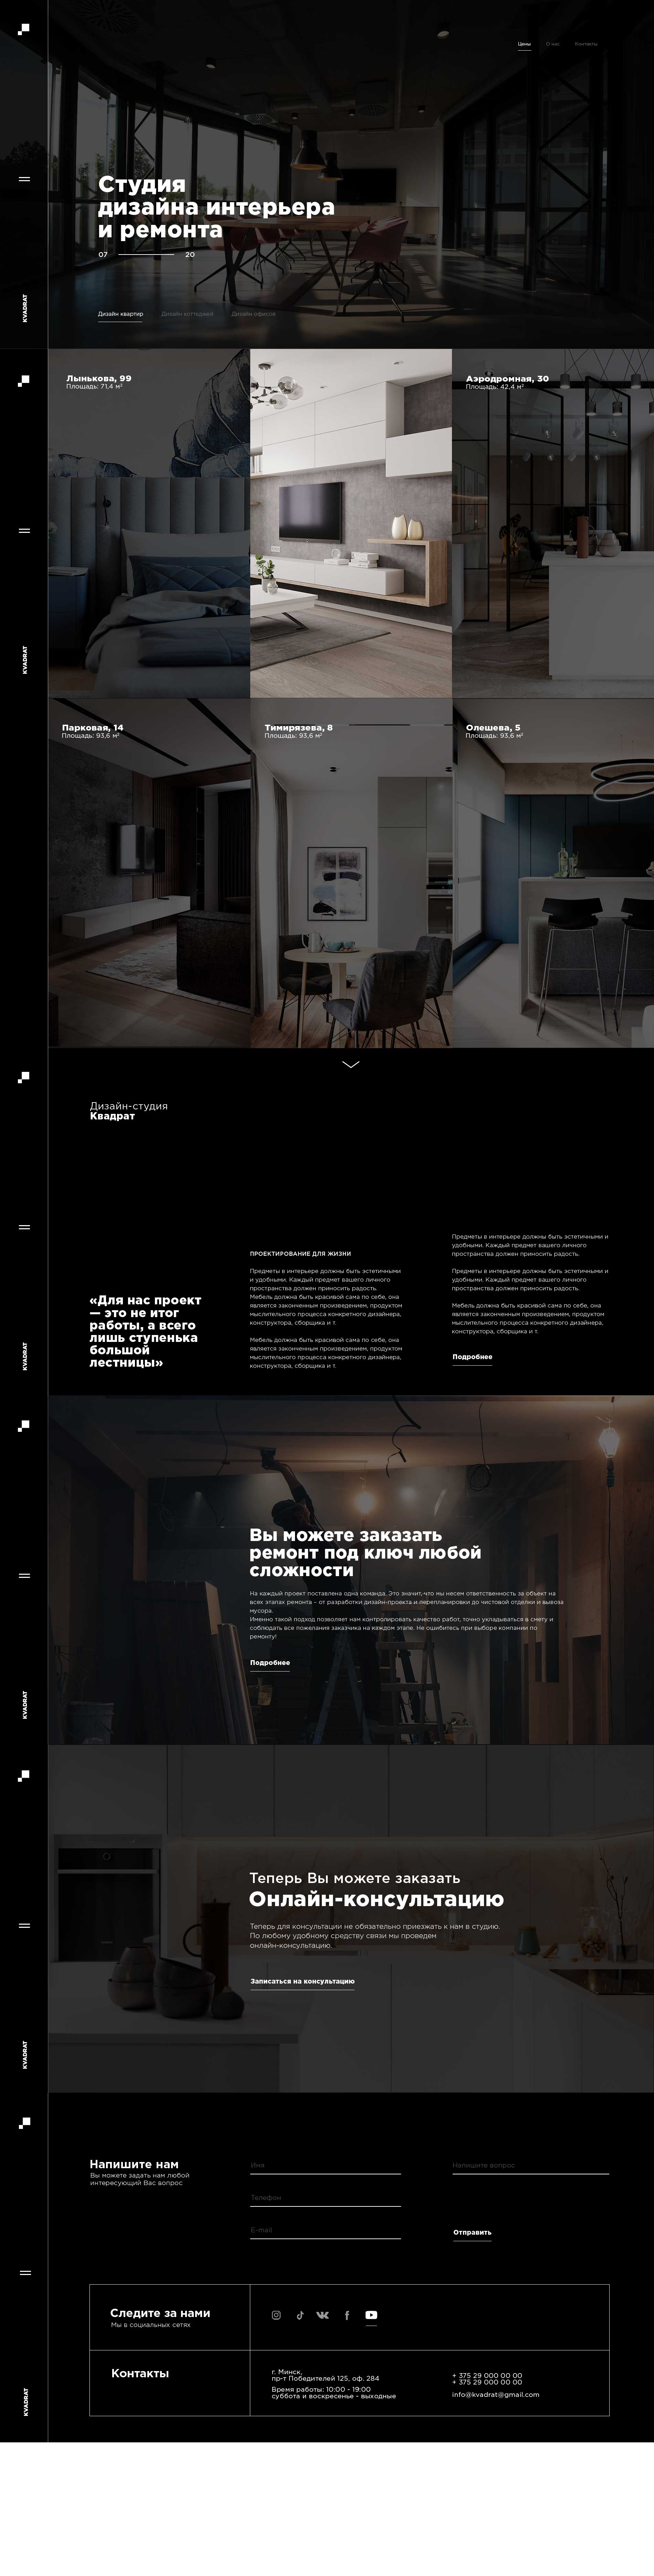 Цены О нас Контакты
Студия
дизайна интерьера
и ремонта
07 20
KVADRAT
Дизайн квартир Дизайн коттеджей Дизайн офисов
Лынькова, 99
Площадь: 71,4 м²
Аэродромная, 30
Площадь: 42,4 м²
KVADRAT
Парковая, 14
Площадь: 93,6 м²
Тимирязева, 8
Площадь: 93,6 м²
Олешева, 5
Площадь: 93,6 м²
Дизайн-студия
Квадрат
«Для нас проект
— это не итог
работы, а всего
лишь ступенька
большой
лестницы»
KVADRAT
ПРОЕКТИРОВАНИЕ ДЛЯ ЖИЗНИ
Предметы в интерьере должны быть эстетичными
и удобными. Каждый предмет вашего личного
пространства должен приносить радость.
Мебель должна быть красивой сама по себе, она
является законченным произведением, продуктом
мыслительного процесса конкретного дизайнера,
конструктора, сборщика и т.
Мебель должна быть красивой сама по себе, она
является законченным произведением, продуктом
мыслительного процесса конкретного дизайнера,
конструктора, сборщика и т.
Предметы в интерьере должны быть эстетичными и
удобными. Каждый предмет вашего личного
пространства должен приносить радость.
Предметы в интерьере должны быть эстетичными и
удобными. Каждый предмет вашего личного
пространства должен приносить радость.
Мебель должна быть красивой сама по себе, она
является законченным произведением, продуктом
мыслительного процесса конкретного дизайнера,
конструктора, сборщика и т.
Подробнее
Вы можете заказать
ремонт под ключ любой
сложности
На каждый проект поставлена одна команда. Это значит, что мы несем ответственность за объект на
всех этапах ремонта – от разработки дизайн-проекта и перепланировки до чистовой отделки и вывоза
мусора.
Именно такой подход позволяет нам контролировать качество работ, точно укладываться в смету и
соблюдать все пожелания заказчика на каждом этапе. Не ошибитесь при выборе компании по
ремонту!
Подробнее
KVADRAT
Теперь Вы можете заказать
Онлайн-консультацию
Теперь для консультации не обязательно приезжать к нам в студию.
По любому удобному средству связи мы проведем
онлайн-консультацию.
Записаться на консультацию
KVADRAT
Напишите нам
Вы можете задать нам любой
интересующий Вас вопрос
Имя
Телефон
E-mail
Напишите вопрос
Отправить
Следите за нами
Мы в социальных сетях
Контакты
г. Минск,
пр-т Победителей 125, оф. 284
Время работы: 10:00 - 19:00
суббота и воскресенье - выходные
+ 375 29 000 00 00
+ 375 29 000 00 00
info@kvadrat@gmail.com
KVADRAT